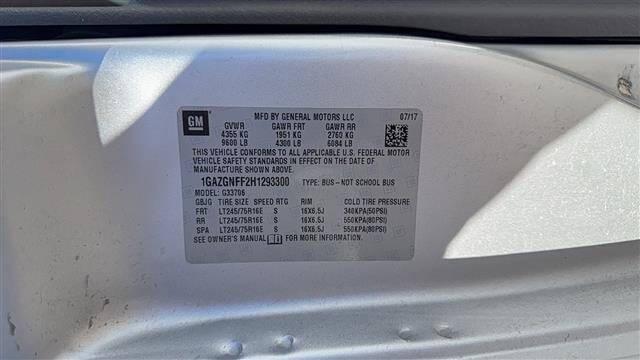 GM
MFD BY GENERAL MOTORS LLC 07/17
GVWR GAWR FRT GAWR RR
4355 KG 1951 KG 2760 KG
9600 LB 4300 LB 6084 LB
THIS VEHICLE CONFORMS TO ALL APPLICABLE U.S. FEDERAL MOTOR
VEHICLE SAFETY STANDARDS IN EFFECT ON THE DATE OF
MANUFACTURE SHOWN ABOVE.
1GAZGNFF2H1293300 TYPE: BUS – NOT SCHOOL BUS
MODEL: G33706
GBJG TIRE SIZE SPEED RTG RIM COLD TIRE PRESSURE
FRT LT245/75R16E S 16X6.5J 340KPA(50PSI)
RR LT245/75R16E S 16X6.5J 550KPA(80PSI)
SPA LT245/75R16E S 16X6.5J 550KPA(80PSI)
SEE OWNER'S MANUAL FOR MORE INFORMATION.